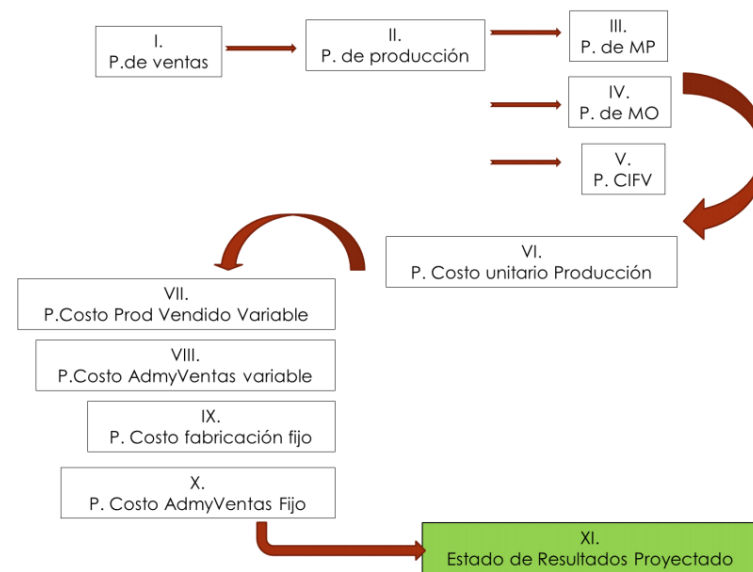 I.
P.de ventas
II.
P. de producción
III.
P. de MP
IV.
P. de MO
V.
P. CIFV
VI.
P. Costo unitario Producción
VII.
P.Costo Prod Vendido Variable
VIII.
P.Costo AdmyVentas variable
IX.
P. Costo fabricación fijo
X.
P. Costo AdmyVentas Fijo
XI.
Estado de Resultados Proyectado